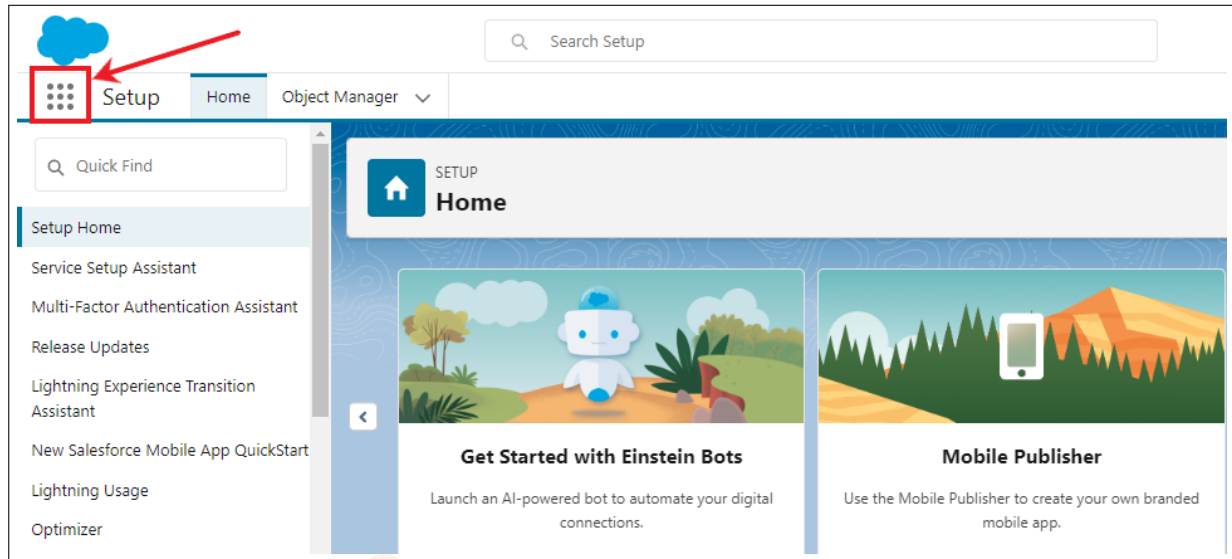 Search Setup
Setup
Home
Object Manager
Quick Find
SETUP
Home
Setup Home
Service Setup Assistant
Multi-Factor Authentication Assistant
Release Updates
Lightning Experience Transition
Assistant
New Salesforce Mobile App QuickStart
Lightning Usage
Optimizer
Get Started with Einstein Bots
Launch an AI-powered bot to automate your digital
connections.
Mobile Publisher
Use the Mobile Publisher to create your own branded
mobile app.